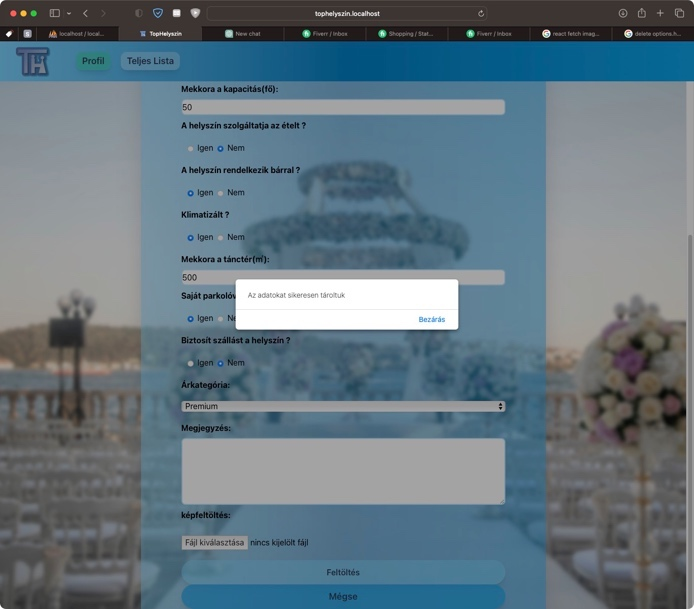 tophelyszin.localhost
localhost / local...
TopHelyszin
New chat
Fiverr / Inbox
Shopping / Stat...
Fiverr / Inbox
react fetch imag...
delete options.h...
TH
Profil
Teljes Lista
Mekkora a kapacitás(fő):
50
A helyszín szolgáltatja az ételt ?
Igen Nem
A helyszín rendelkezik bárral ?
Igen Nem
Klimatizált ?
Igen Nem
Mekkora a tánctér(㎡):
500
Az adatokat sikeresen tároltuk
Saját parkolóv
Bezárás
Igen Ne
Biztosít szállást a helyszín ?
Igen Nem
Árkategória:
Premium
Megjegyzés:
képfeltöltés:
Fájl kiválasztása nincs kijelölt fájl
Feltöltés
Mégse